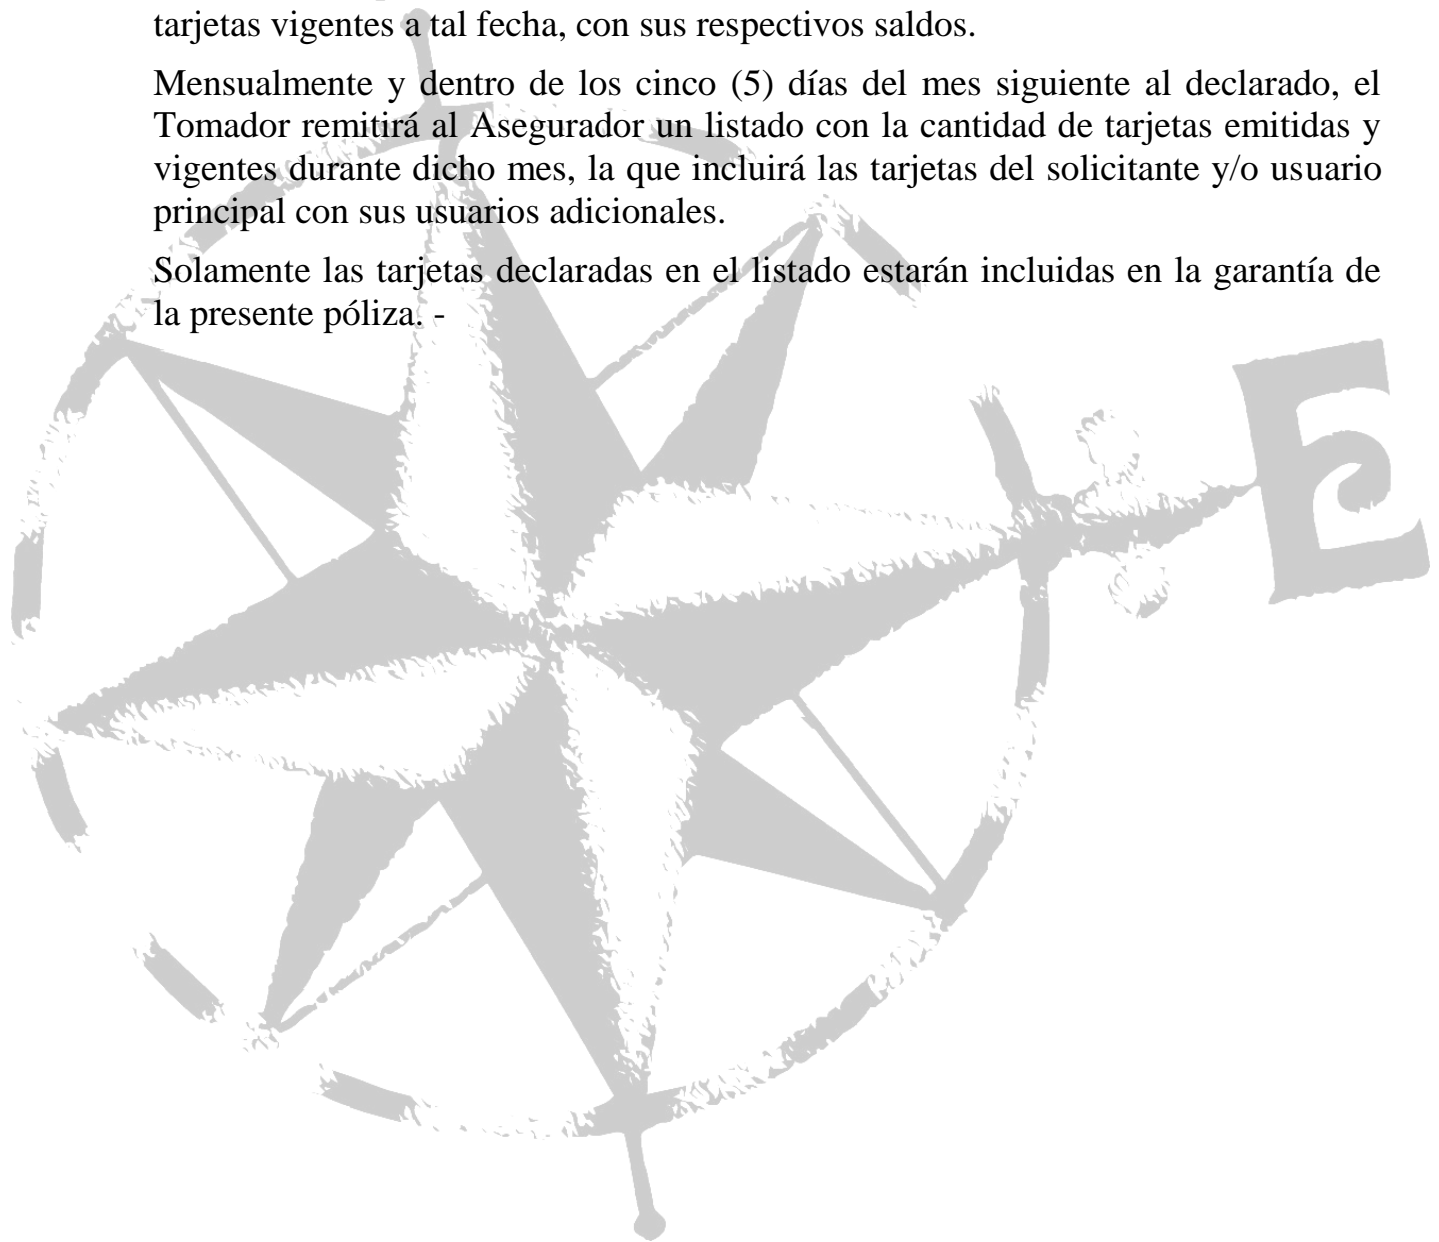 tarjetas vigentes a tal fecha, con sus respectivos saldos.
Mensualmente y dentro de los cinco (5) días del mes siguiente al declarado, el
Tomador remitirá al Asegurador un listado con la cantidad de tarjetas emitidas y
vigentes durante dicho mes, la que incluirá las tarjetas del solicitante y/o usuario
principal con sus usuarios adicionales.
Solamente las tarjetas declaradas en el listado estarán incluidas en la garantía de
la presente póliza. -
E